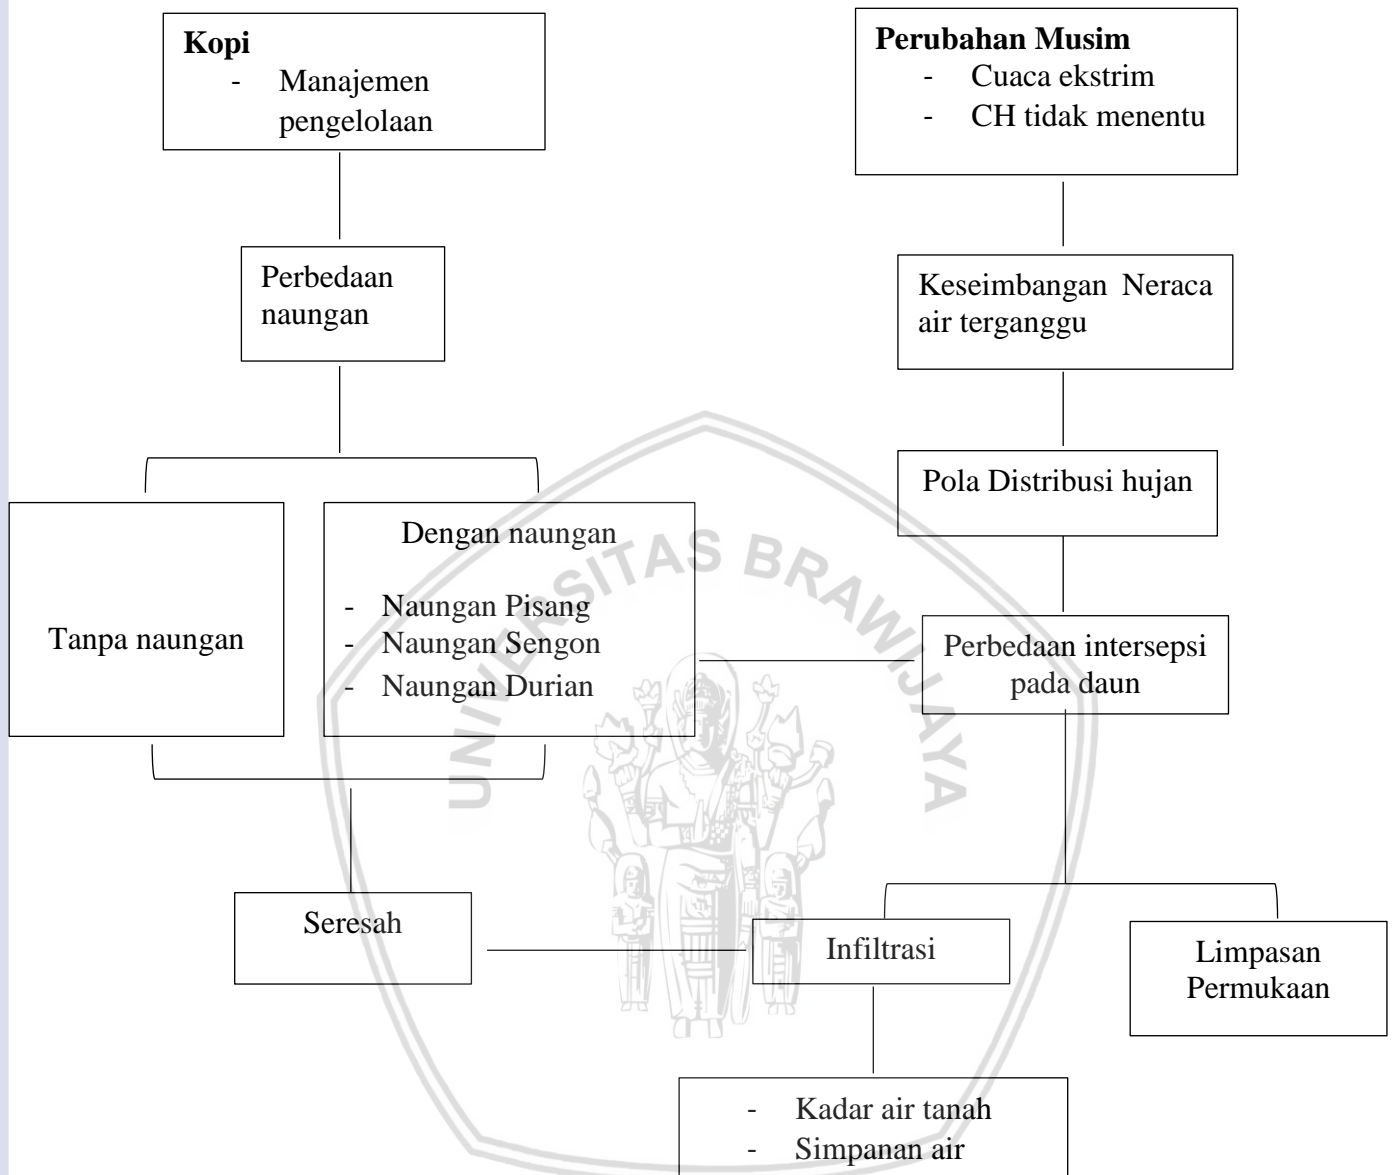 Kopi
- Manajemen
pengelolaan
Perubahan Musim
- Cuaca ekstrim
- CH tidak menentu
Perbedaan
naungan
Keseimbangan Neraca
air terganggu
Pola Distribusi hujan
Tanpa naungan
Dengan naungan
- Naungan Pisang
- Naungan Sengon
- Naungan Durian
Perbedaan intersepsi
pada daun
UNIVERSITAS BRAWIJAYA
Seresah
Infiltrasi
Limpasan
Permukaan
- Kadar air tanah
- Simpanan air